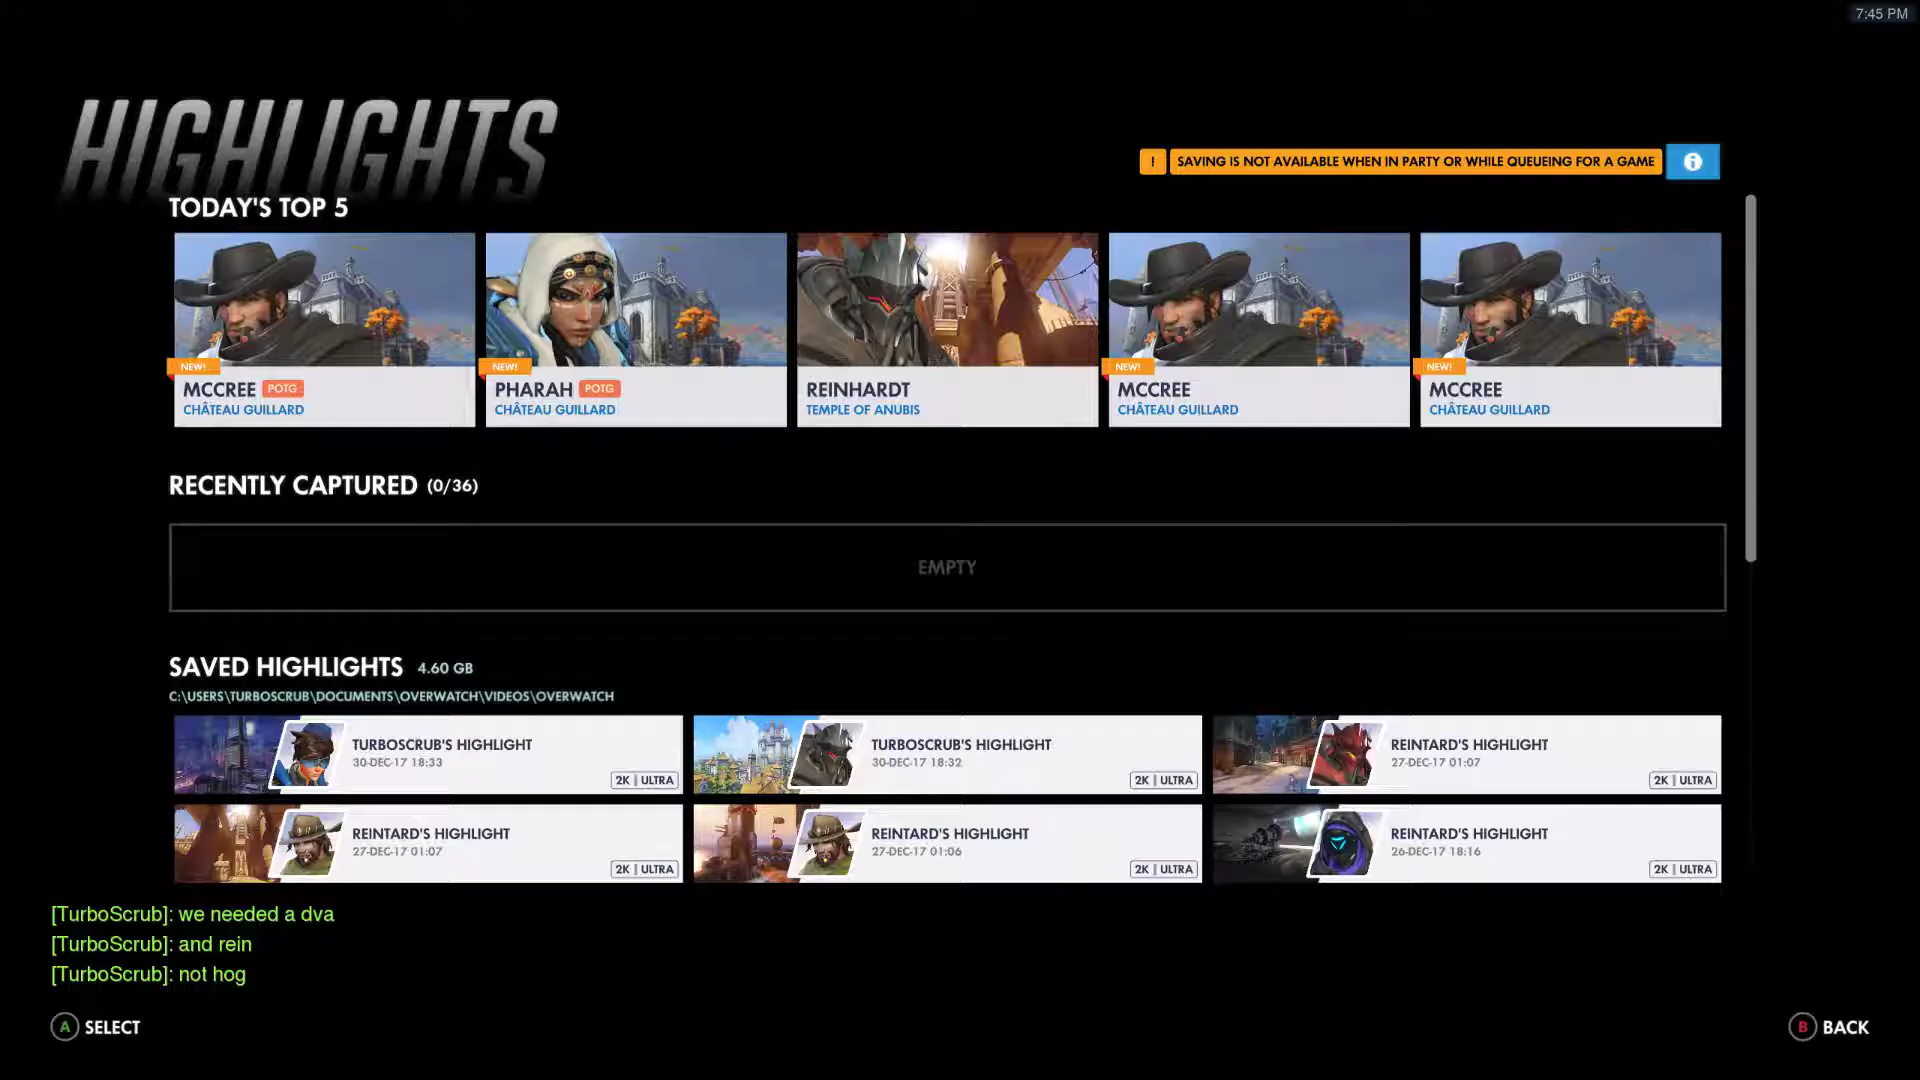 7:45 PM
HIGHLIGHTS
! SAVING IS NOT AVAILABLE WHEN IN PARTY OR WHILE QUEUEING FOR A GAME
TODAY'S TOP 5
NEW!
MCCREE POTG
CHÂTEAU GUILLARD
NEW!
PHARAH POTG
CHÂTEAU GUILLARD
REINHARDT
TEMPLE OF ANUBIS
NEW!
MCCREE
CHÂTEAU GUILLARD
NEW!
MCCREE
CHÂTEAU GUILLARD
RECENTLY CAPTURED (0/36)
EMPTY
SAVED HIGHLIGHTS 4.60 GB
C:\USERS\TURBOSCRUB\DOCUMENTS\OVERWATCH\VIDEOS\OVERWATCH
TURBOSCRUB'S HIGHLIGHT
30-DEC-17 18:33
2K | ULTRA
TURBOSCRUB'S HIGHLIGHT
30-DEC-17 18:32
2K | ULTRA
REINTARD'S HIGHLIGHT
27-DEC-17 01:07
2K | ULTRA
REINTARD'S HIGHLIGHT
27-DEC-17 01:07
2K | ULTRA
REINTARD'S HIGHLIGHT
27-DEC-17 01:06
2K | ULTRA
REINTARD'S HIGHLIGHT
26-DEC-17 18:16
2K | ULTRA
[TurboScrub]: we needed a dva
[TurboScrub]: and rein
[TurboScrub]: not hog
A SELECT
B BACK